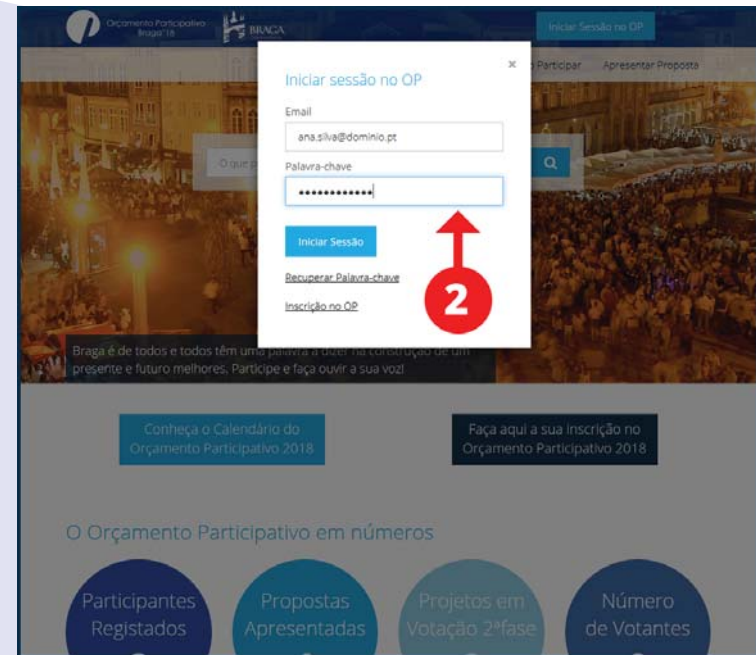 Orçamento Participativo
Braga'18
BRAGA
Iniciar Sessão no OP
×
Participar
Apresentar Proposta
Iniciar sessão no OP
Email
ana.silva@dominio.pt
Palavra-chave
••••••••••••
O que
Iniciar Sessão
Recuperar Palavra-chave
Inscrição no OP
2
Braga é de todos e todos têm uma palavra a dizer na construção de um
presente e futuro melhores. Participe e faça ouvir a sua voz!
Conheça o Calendário do
Orçamento Participativo 2018
Faça aqui a sua inscrição no
Orçamento Participativo 2018
O Orçamento Participativo em números
Participantes
Registados
Propostas
Apresentadas
Projetos em
Votação 2ªfase
Número
de Votantes